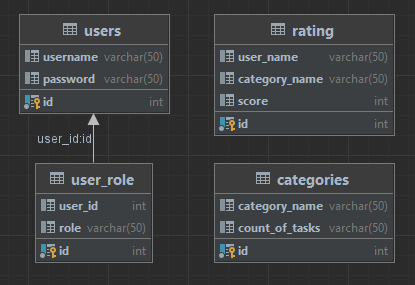 users
username varchar(50)
password varchar(50)
id int
rating
user_name varchar(50)
category_name varchar(50)
score int
id int
user_id:id
user_role
user_id int
role varchar(50)
id int
categories
category_name varchar(50)
count_of_tasks varchar(50)
id int